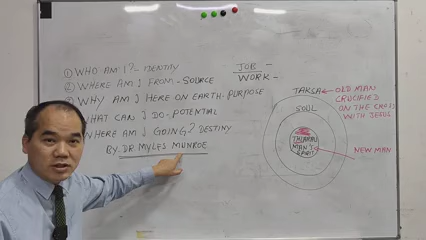 ① WHO AM I? - IDENTITY
② WHERE AM I FROM - SOURCE
③ WHY AM I HERE ON EARTH - PURPOSE
WHAT CAN I DO - POTENTIAL
WHERE AM I GOING? DESTINY
BY. DR. MYLES MUNROE
JOB -
WORK -
SOUL
MAN'S
SPIRIT
OLD MAN
CRUCIFIED
ON THE CROSS
WITH JESUS
NEW MAN